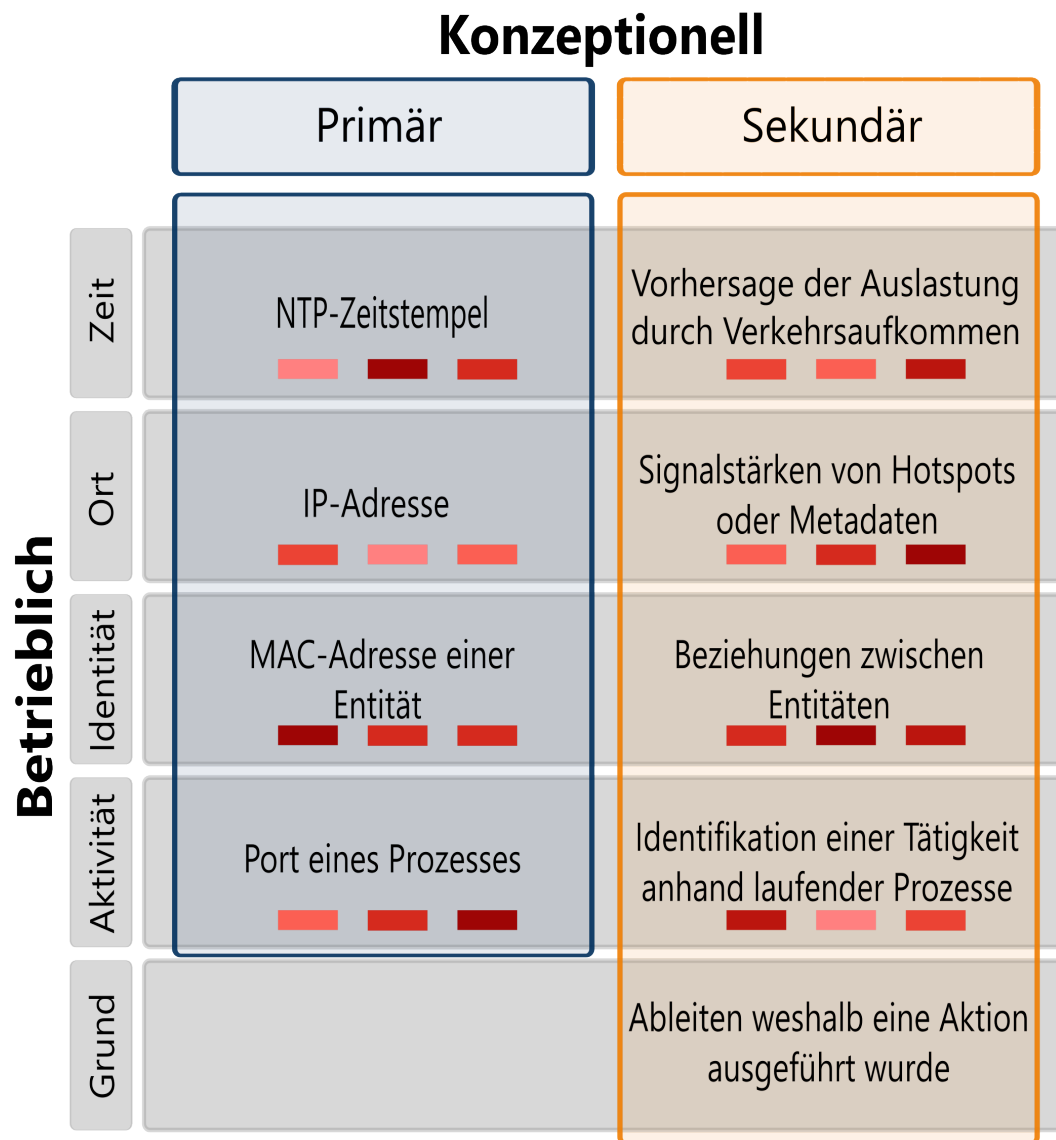 Konzeptionell
Primär
Sekundär
Betrieblich
Zeit
NTP-Zeitstempel
Vorhersage der Auslastung
durch Verkehrsaufkommen
Ort
IP-Adresse
Signalstärken von Hotspots
oder Metadaten
Identität
MAC-Adresse einer
Entität
Beziehungen zwischen
Entitäten
Aktivität
Port eines Prozesses
Identifikation einer Tätigkeit
anhand laufender Prozesse
Grund
Ableiten weshalb eine Aktion
ausgeführt wurde